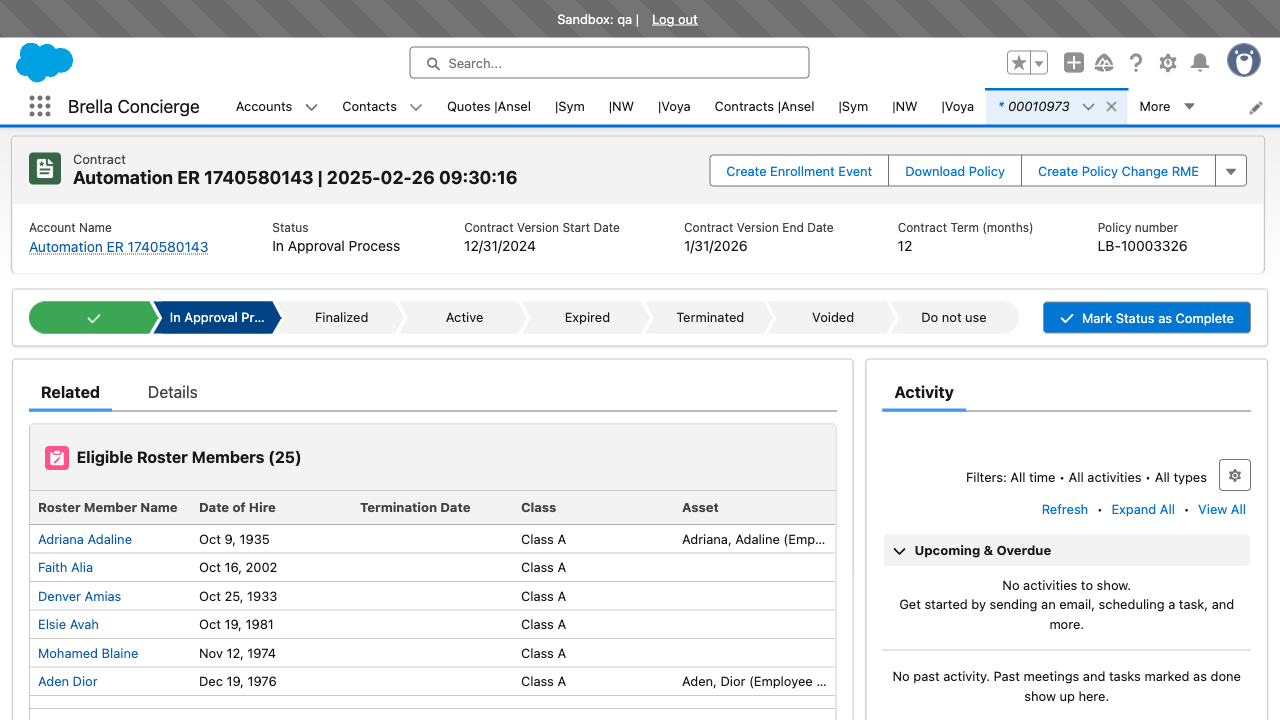 Sandbox: qa | Log out
Search...
Brella Concierge
Accounts
Contacts
Quotes |Ansel
|Sym
|NW
|Voya
Contracts |Ansel
|Sym
|NW
|Voya
* 00010973
More
Contract
Automation ER 1740580143 | 2025-02-26 09:30:16
Create Enrollment Event
Download Policy
Create Policy Change RME
Account Name
Automation ER 1740580143
Status
In Approval Process
Contract Version Start Date
12/31/2024
Contract Version End Date
1/31/2026
Contract Term (months)
12
Policy number
LB-10003326
In Approval Pr...
Finalized
Active
Expired
Terminated
Voided
Do not use
Mark Status as Complete
Related
Details
Eligible Roster Members (25)
Roster Member Name Date of Hire Termination Date Class Asset
Adriana Adaline Oct 9, 1935 Class A Adriana, Adaline (Emp...
Faith Alia Oct 16, 2002 Class A
Denver Amias Oct 25, 1933 Class A
Elsie Avah Oct 19, 1981 Class A
Mohamed Blaine Nov 12, 1974 Class A
Aden Dior Dec 19, 1976 Class A Aden, Dior (Employee ...
Activity
Filters: All time • All activities • All types
Refresh • Expand All • View All
Upcoming & Overdue
No activities to show.
Get started by sending an email, scheduling a task, and
more.
No past activity. Past meetings and tasks marked as done
show up here.